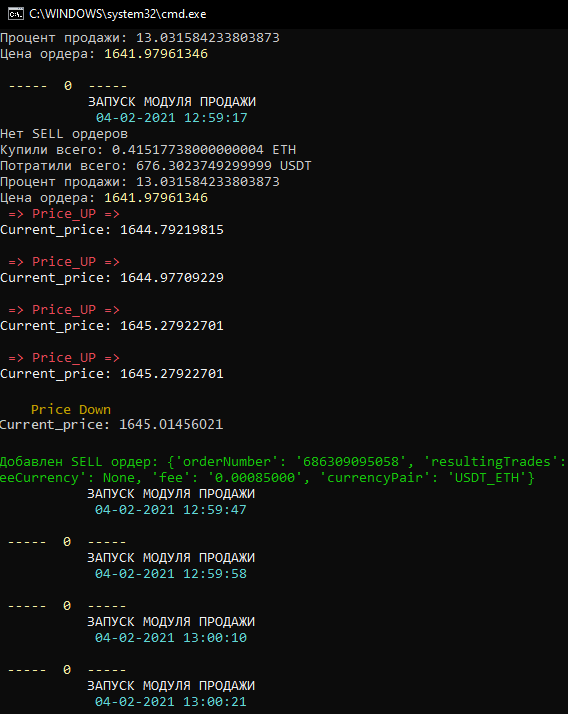 C:\WINDOWS\system32\cmd.exe
Процент продажи: 13.031584233803873
Цена ордера: 1641.97961346
----- 0 -----
ЗАПУСК МОДУЛЯ ПРОДАЖИ
04-02-2021 12:59:17
Нет SELL ордеров
Купили всего: 0.41517738000000004 ETH
Потратили всего: 676.3023749299999 USDT
Процент продажи: 13.031584233803873
Цена ордера: 1641.97961346
=> Price_UP =>
Current_price: 1644.79219815
=> Price_UP =>
Current_price: 1644.97709229
=> Price_UP =>
Current_price: 1645.27922701
=> Price_UP =>
Current_price: 1645.27922701
Price Down
Current_price: 1645.01456021
Добавлен SELL ордер: {'orderNumber': '686309095058', 'resultingTrades':
eeCurrency': None, 'fee': '0.00085000', 'currencyPair': 'USDT_ETH'}
ЗАПУСК МОДУЛЯ ПРОДАЖИ
04-02-2021 12:59:47
----- 0 -----
ЗАПУСК МОДУЛЯ ПРОДАЖИ
04-02-2021 12:59:58
----- 0 -----
ЗАПУСК МОДУЛЯ ПРОДАЖИ
04-02-2021 13:00:10
----- 0 -----
ЗАПУСК МОДУЛЯ ПРОДАЖИ
04-02-2021 13:00:21